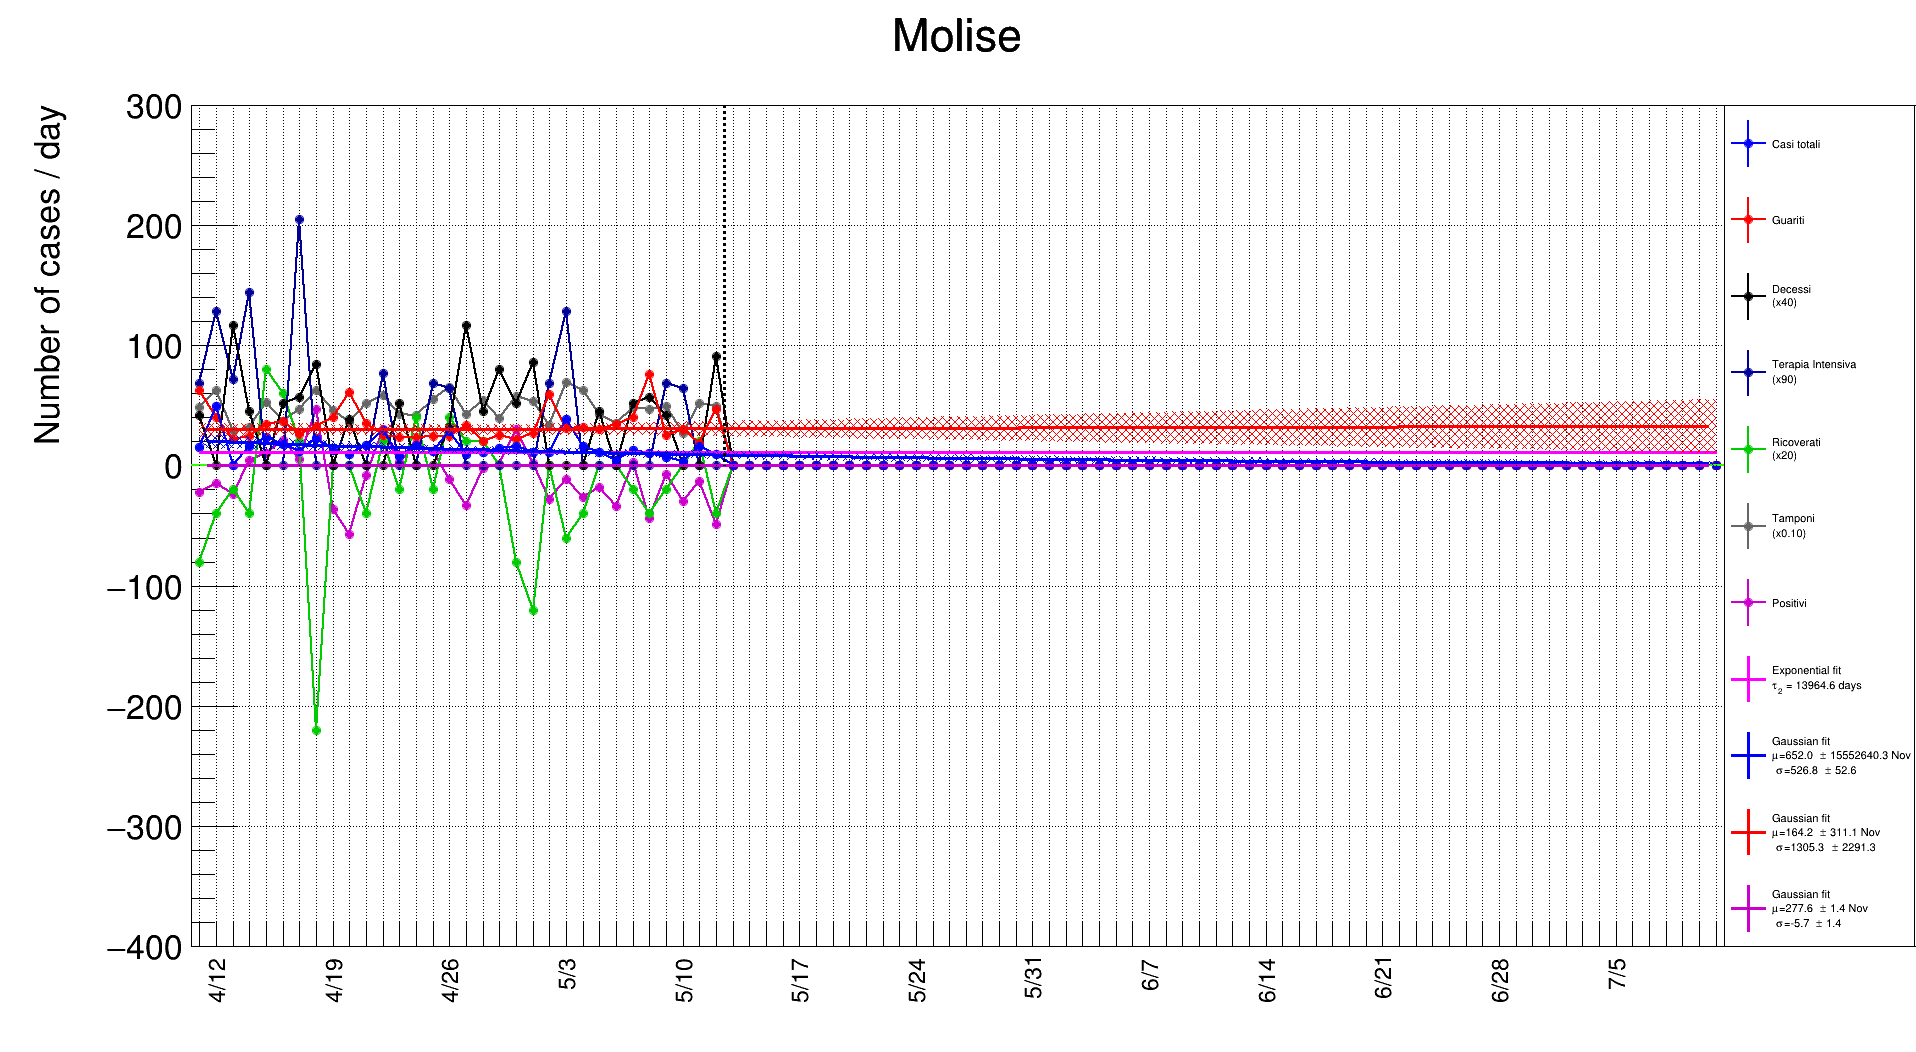 Molise
Number of cases / day
300
200
100
0
−100
−200
−300
−400
4/12
4/19
4/26
5/3
5/10
5/17
5/24
5/31
6/7
6/14
6/21
6/28
7/5
Casi totali
Guariti
Decessi
(x40)
Terapia Intensiva
(x90)
Ricoverati
(x20)
Tamponi
(x0.10)
Positivi
Exponential fit
τ2 = 13964.6 days
Gaussian fit
μ=652.0 ± 15552640.3 Nov
σ=526.8 ± 52.6
Gaussian fit
μ=164.2 ± 311.1 Nov
σ=1305.3 ± 2291.3
Gaussian fit
μ=277.6 ± 1.4 Nov
σ=-5.7 ± 1.4